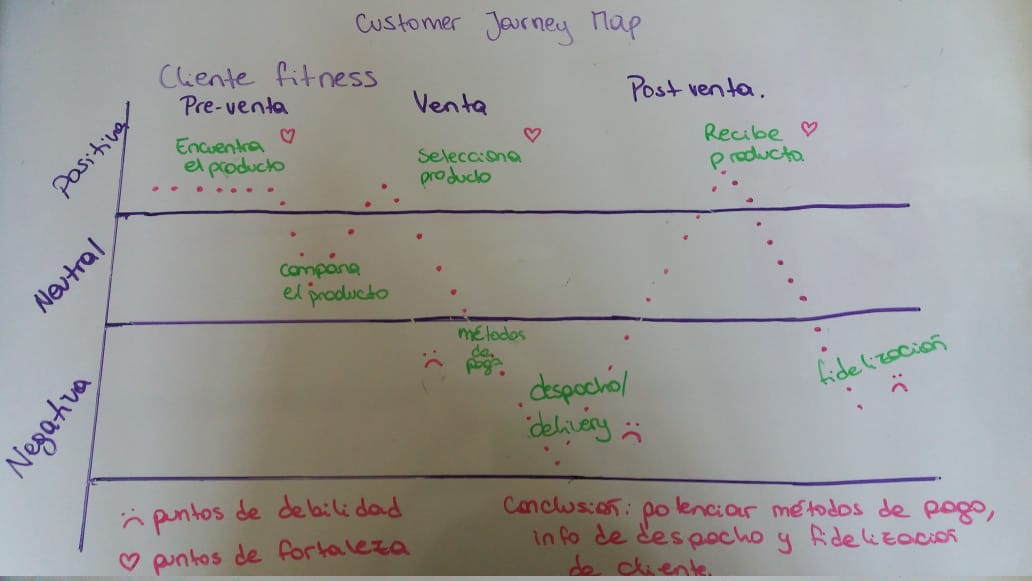 Customer Journey Map
Cliente fitness
Pre-venta
Venta
Post venta.
Positiva
Encuentra
el producto
Selecciona
producto
Recibe
producto
Neutral
compara
el producto
Negativa
métodos
de
pago
despacho/
delivery
fidelización
puntos de debilidad
puntos de fortaleza
Conclusión: potenciar métodos de pago,
info de despacho y fidelización
de cliente.